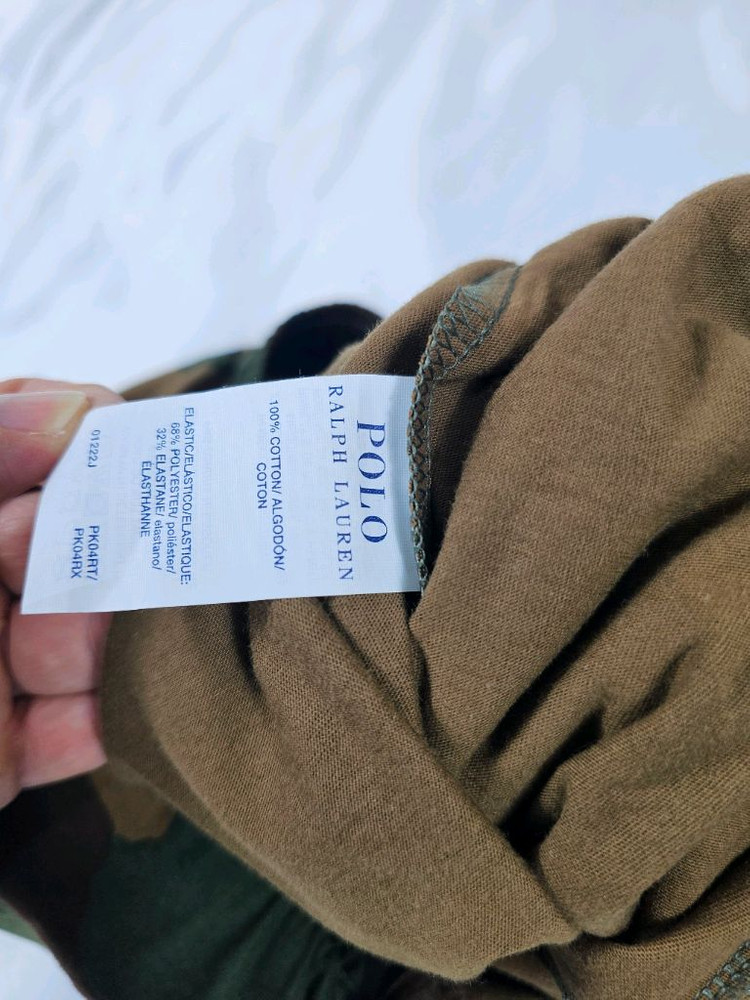 POLO
RALPH LAUREN
100% COTTON/ ALGODÓN/
COTON
ELASTIC/ELÁSTICO/ELASTIQUE:
68% POLYESTER/ poliéster/
32% ELASTANE/ elastano/
ELASTHANNE
01222J PK04RT/
PK04RX